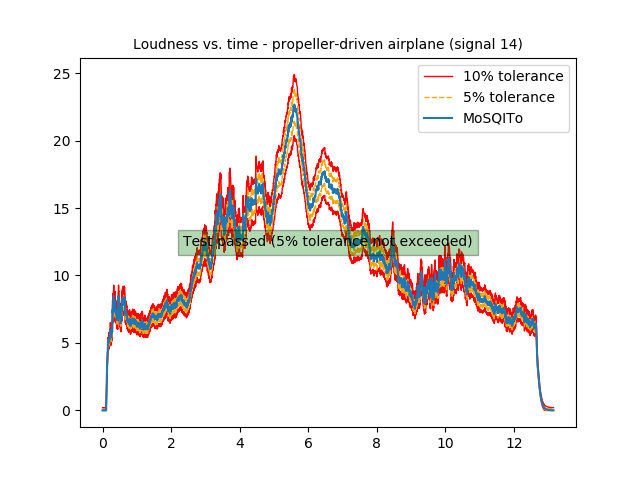 Loudness vs. time - propeller-driven airplane (signal 14)
10% tolerance
5% tolerance
MoSQITo
Test passed (5% tolerance not exceeded)
25
20
15
10
5
0
0 2 4 6 8 10 12